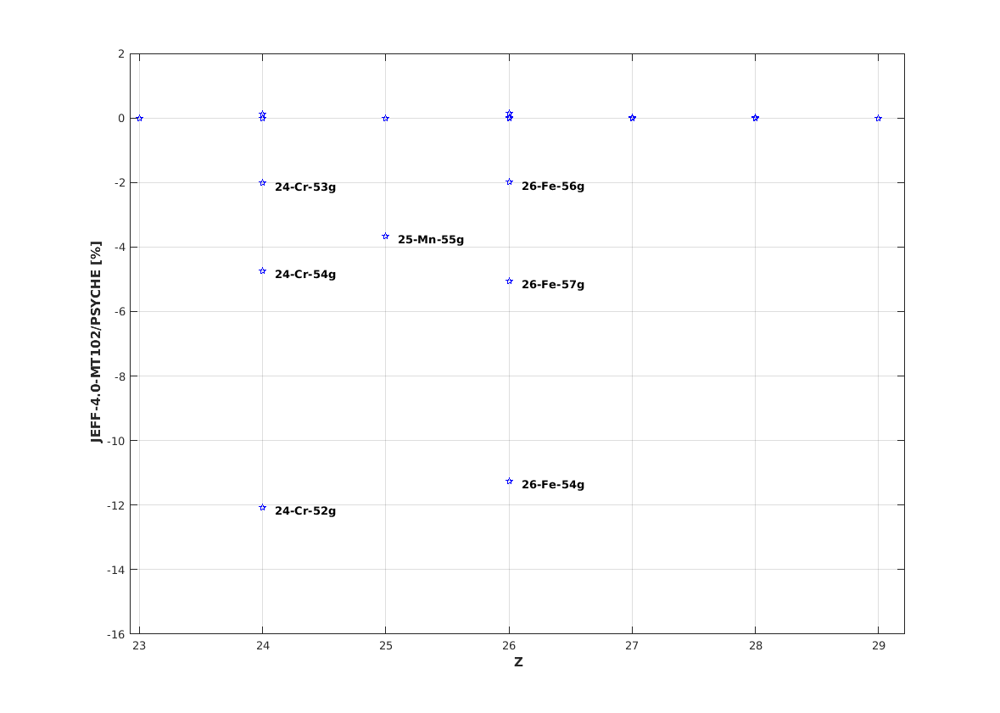 2
0
-2
-4
-6
-8
-10
-12
-14
-16
JEFF-4.0-MT102/PSYCHE [%]
24-Cr-53g
26-Fe-56g
25-Mn-55g
24-Cr-54g
26-Fe-57g
26-Fe-54g
24-Cr-52g
23 24 25 26 27 28 29
Z